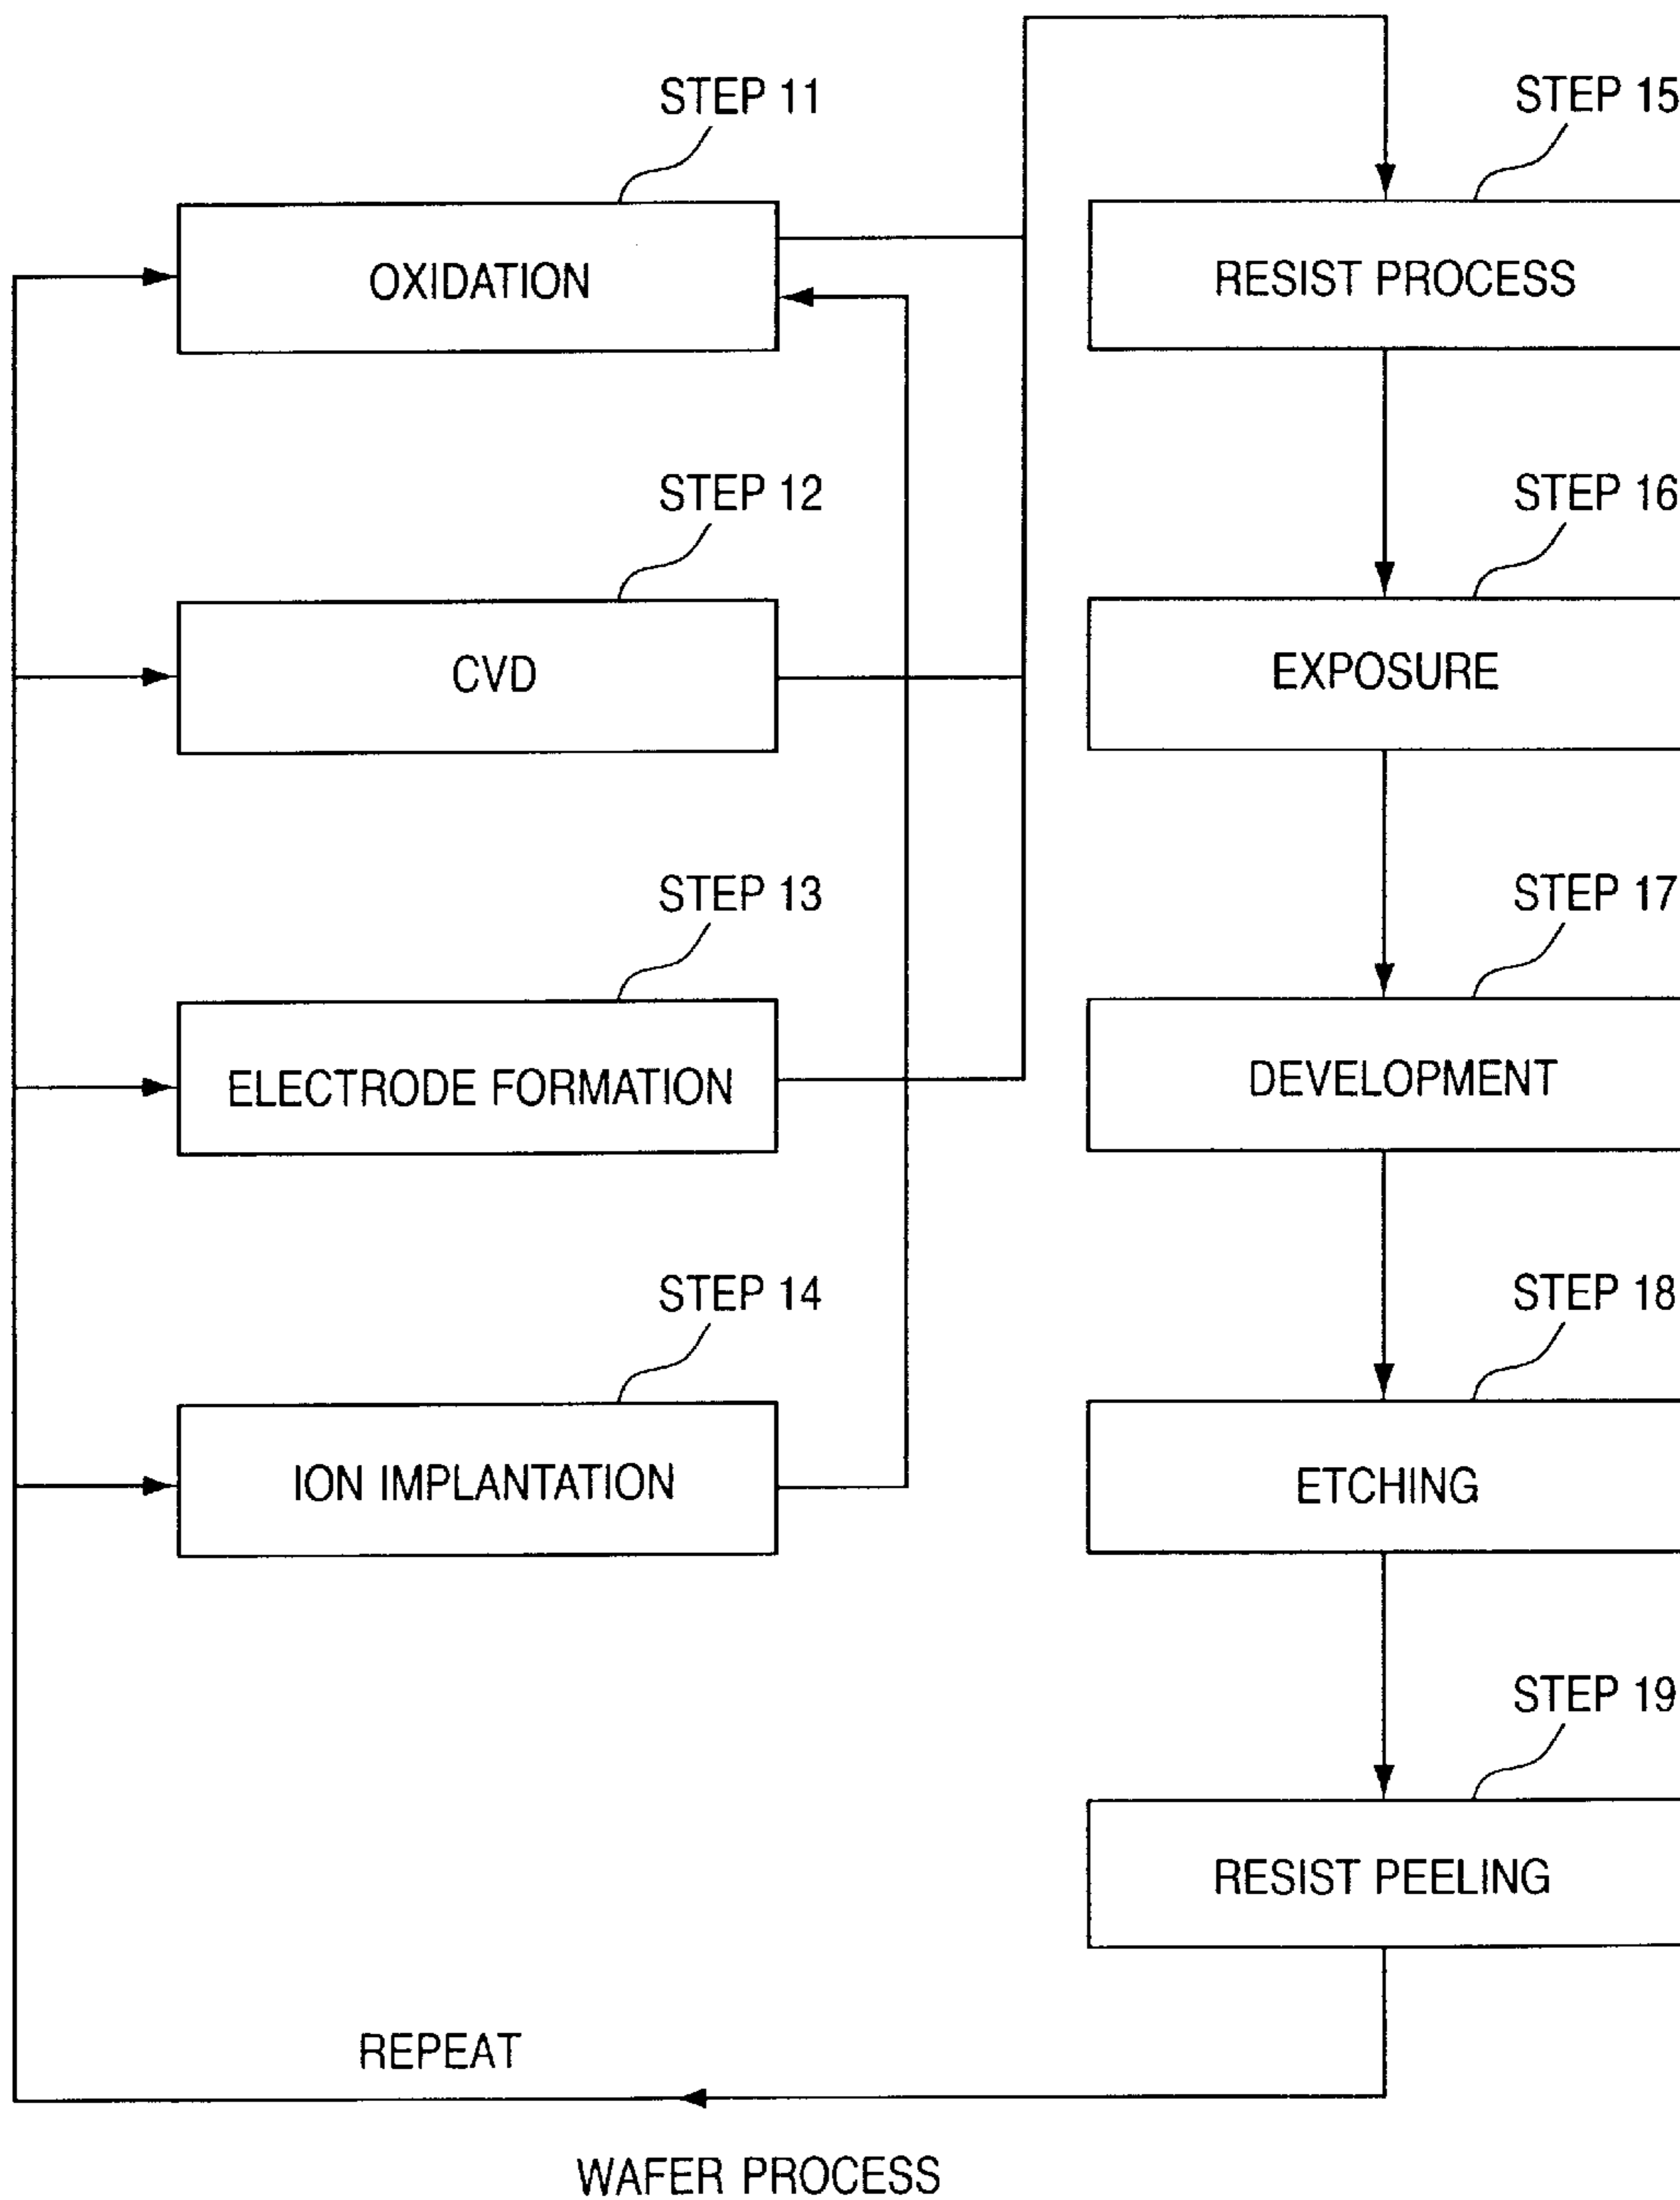 STEP 11
OXIDATION
STEP 12
CVD
STEP 13
ELECTRODE FORMATION
STEP 14
ION IMPLANTATION
STEP 15
RESIST PROCESS
STEP 16
EXPOSURE
STEP 17
DEVELOPMENT
STEP 18
ETCHING
STEP 19
RESIST PEELING
REPEAT
WAFER PROCESS